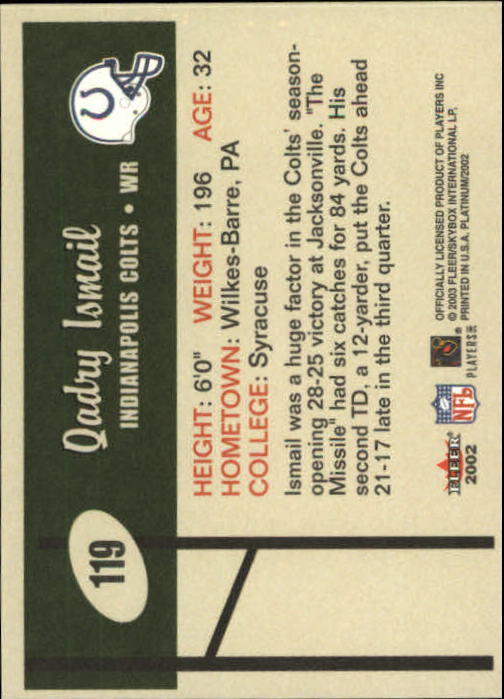 119
Qadry Ismail
INDIANAPOLIS COLTS • WR
HEIGHT: 6'0" WEIGHT: 196 AGE: 32
HOMETOWN: Wilkes-Barre, PA
COLLEGE: Syracuse
Ismail was a huge factor in the Colts' season-
opening 28-25 victory at Jacksonville. "The
Missile" had six catches for 84 yards. His
second TD, a 12-yarder, put the Colts ahead
21-17 late in the third quarter.
FLEER
2002
NFL
PLAYERS INC
OFFICIALLY LICENSED PRODUCT OF PLAYERS INC
© 2003 FLEER/SKYBOX INTERNATIONAL LP.
PRINTED IN U.S.A. PLATINUM/2002